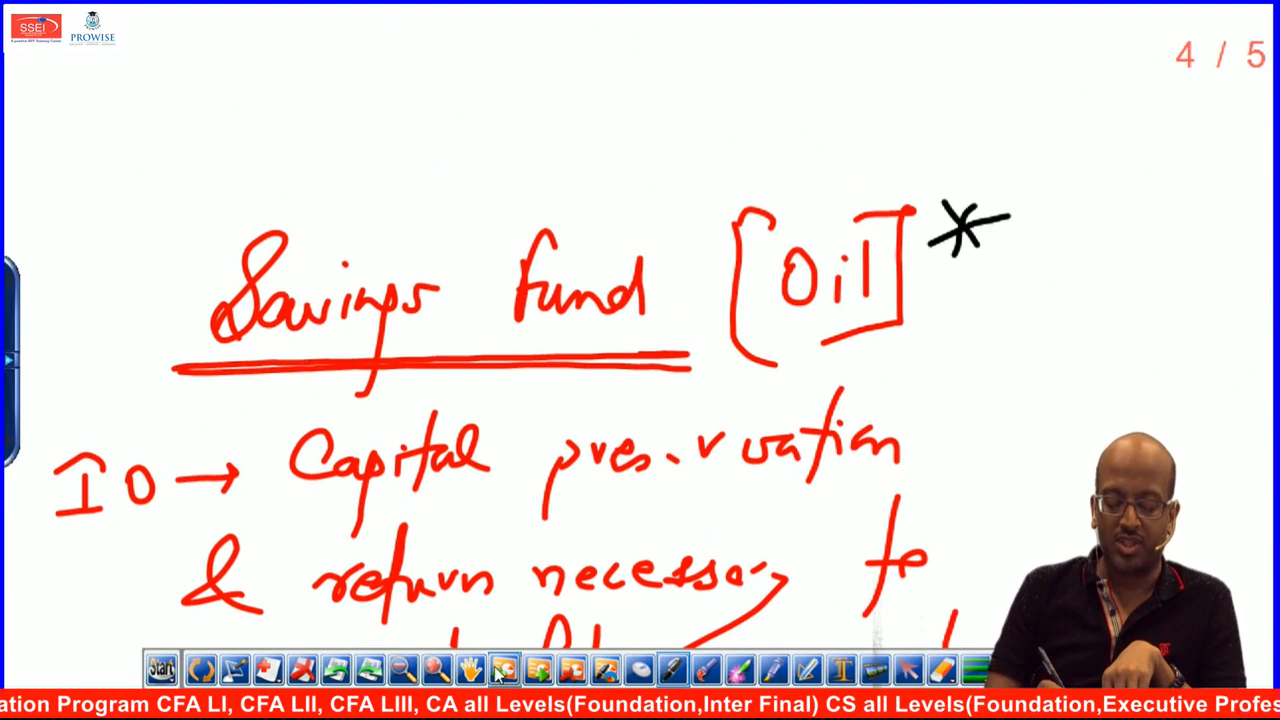 SSEI
PROWISE
4 / 5
Savings Fund [Oil] *
IO → Capital preservation
& return necessary to
Start
ation Program CFA LI, CFA LII, CFA LIII, CA all Levels(Foundation,Inter Final) CS all Levels(Foundation,Executive Profes